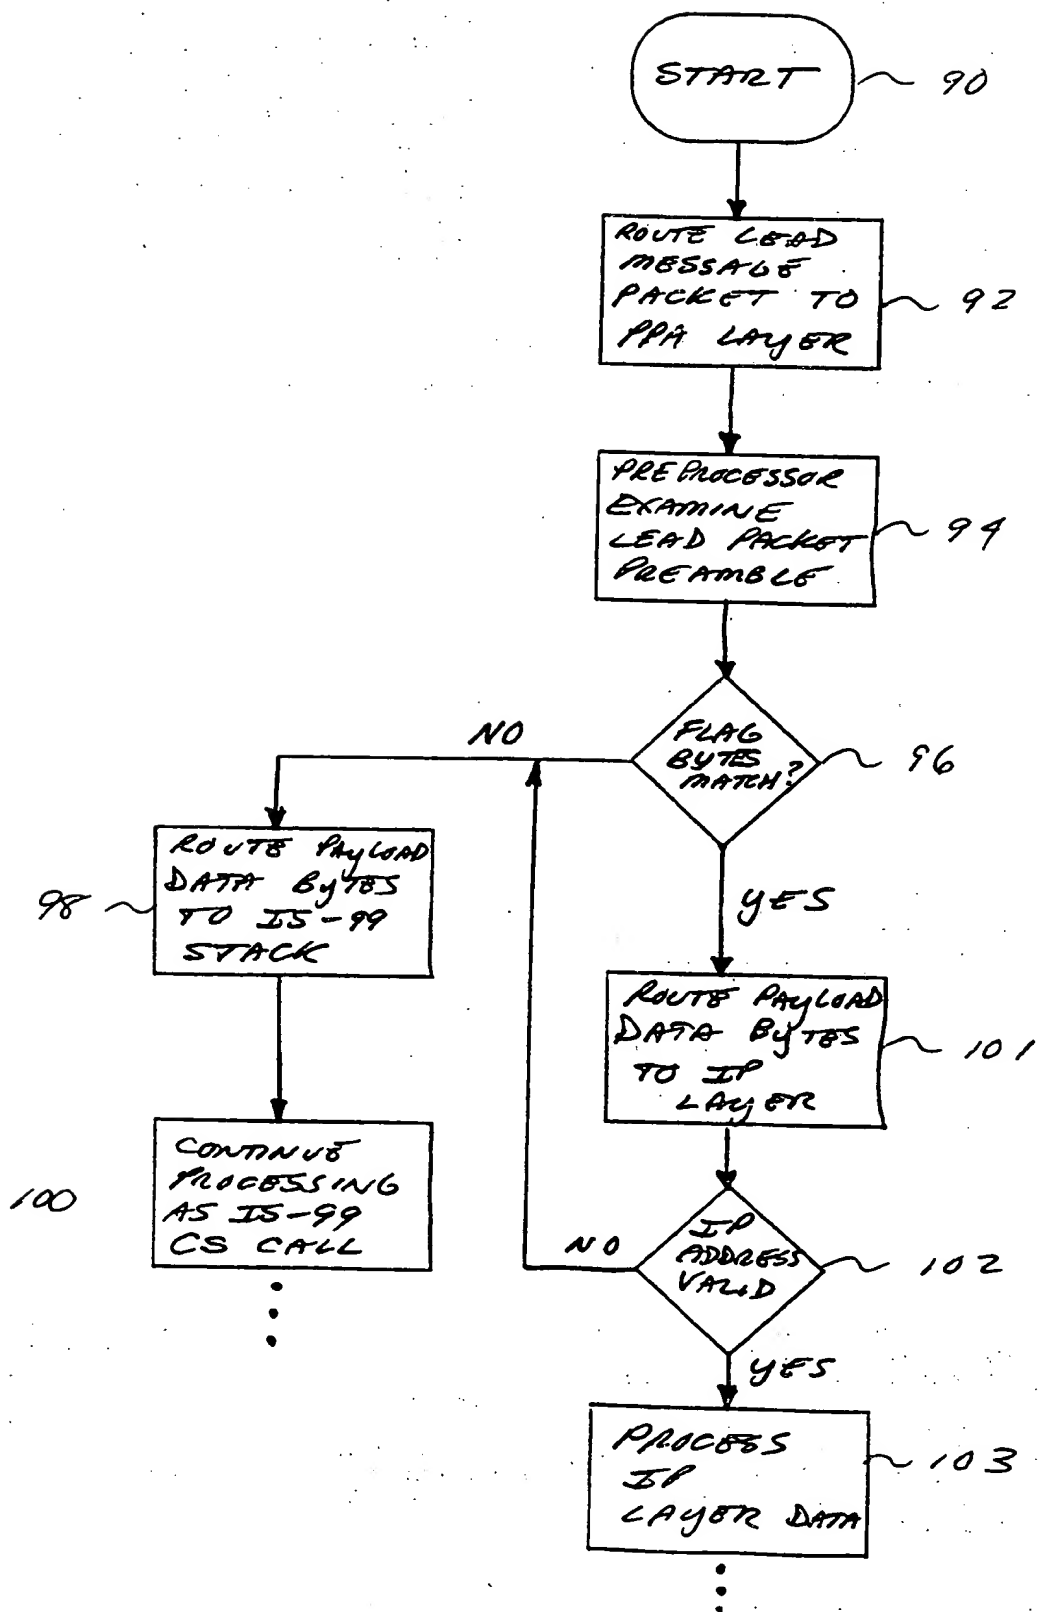 START
90
ROUTE LEAD
MESSAGE
PACKET TO
PPA LAYER
92
PREPROCESSOR
EXAMINE
LEAD PACKET
PREAMBLE
94
FLAG
BYTES
MATCH?
96
NO
YES
ROUTE PAYLOAD
DATA BYTES
TO IS-99
STACK
98
ROUTE PAYLOAD
DATA BYTES
TO IP
LAYER
101
CONTINUE
PROCESSING
AS IS-99
CS CALL
100
NO
IP
ADDRESS
VALID
102
YES
PROCESS
IP
LAYER DATA
103